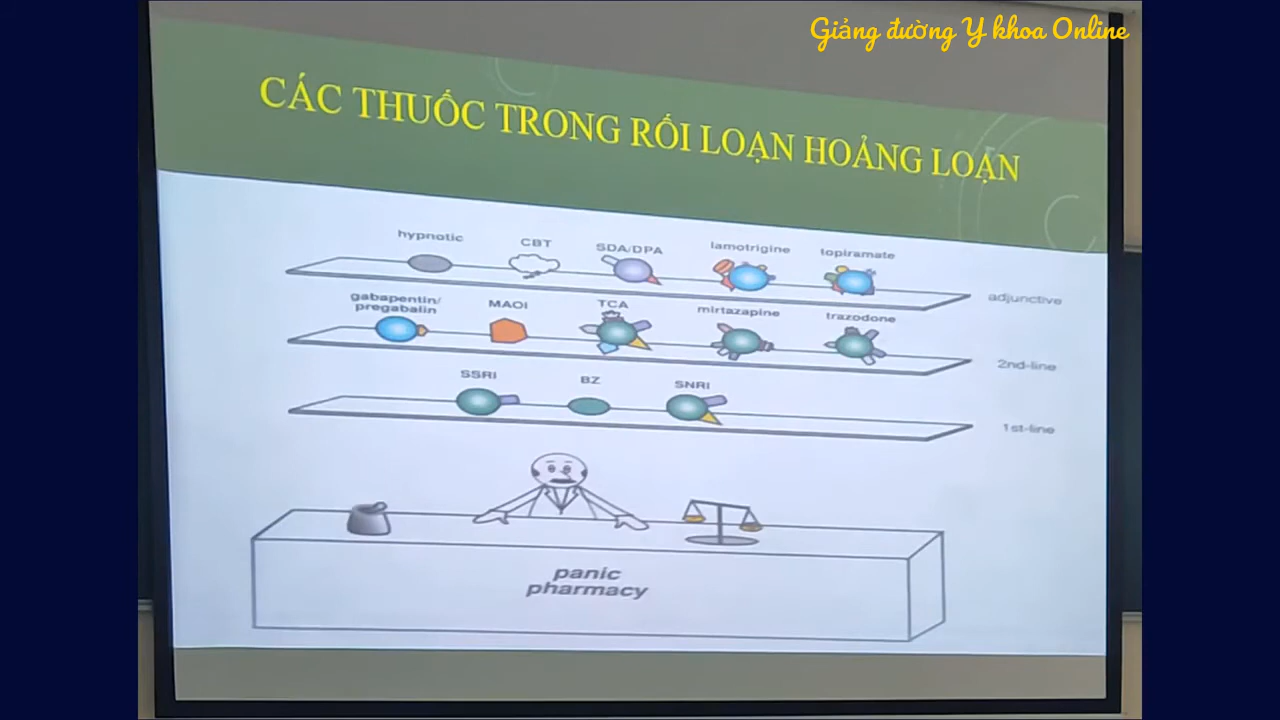 Giảng đường Y khoa Online
CÁC THUỐC TRONG RỐI LOẠN HOẢNG LOẠN
hypnotic
CBT
SDA/DPA
lamotrigine
topiramate
adjunctive
gabapentin/
pregabalin
MAOI
TCA
mirtazapine
trazodone
2nd-line
SSRI
BZ
SNRI
1st-line
panic
pharmacy